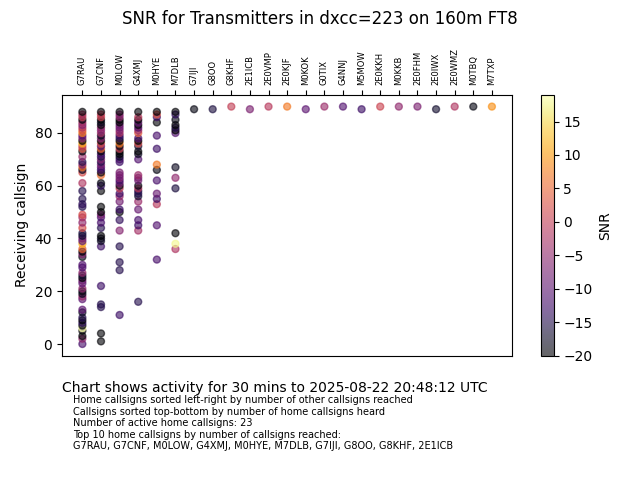 SNR for Transmitters in dxcc=223 on 160m FT8
G7RAU G7CNF M0LOW G4XMJ M0HYE M7DLB G7IJI G8OO G8KHF 2E1ICB 2E0VMP 2E0KJF M0KOK G0TIX G4NNJ M5MOW 2E0KKH M0KKB 2E0FHM 2E0IWX 2E0WMZ M0TBQ M7TXP
80
60
40
20
0
Receiving callsign
15
10
5
0
−5
−10
−15
−20
SNR
Chart shows activity for 30 mins to 2025-08-22 20:48:12 UTC
Home callsigns sorted left-right by number of other callsigns reached
Callsigns sorted top-bottom by number of home callsigns heard
Number of active home callsigns: 23
Top 10 home callsigns by number of callsigns reached:
G7RAU, G7CNF, M0LOW, G4XMJ, M0HYE, M7DLB, G7IJI, G8OO, G8KHF, 2E1ICB